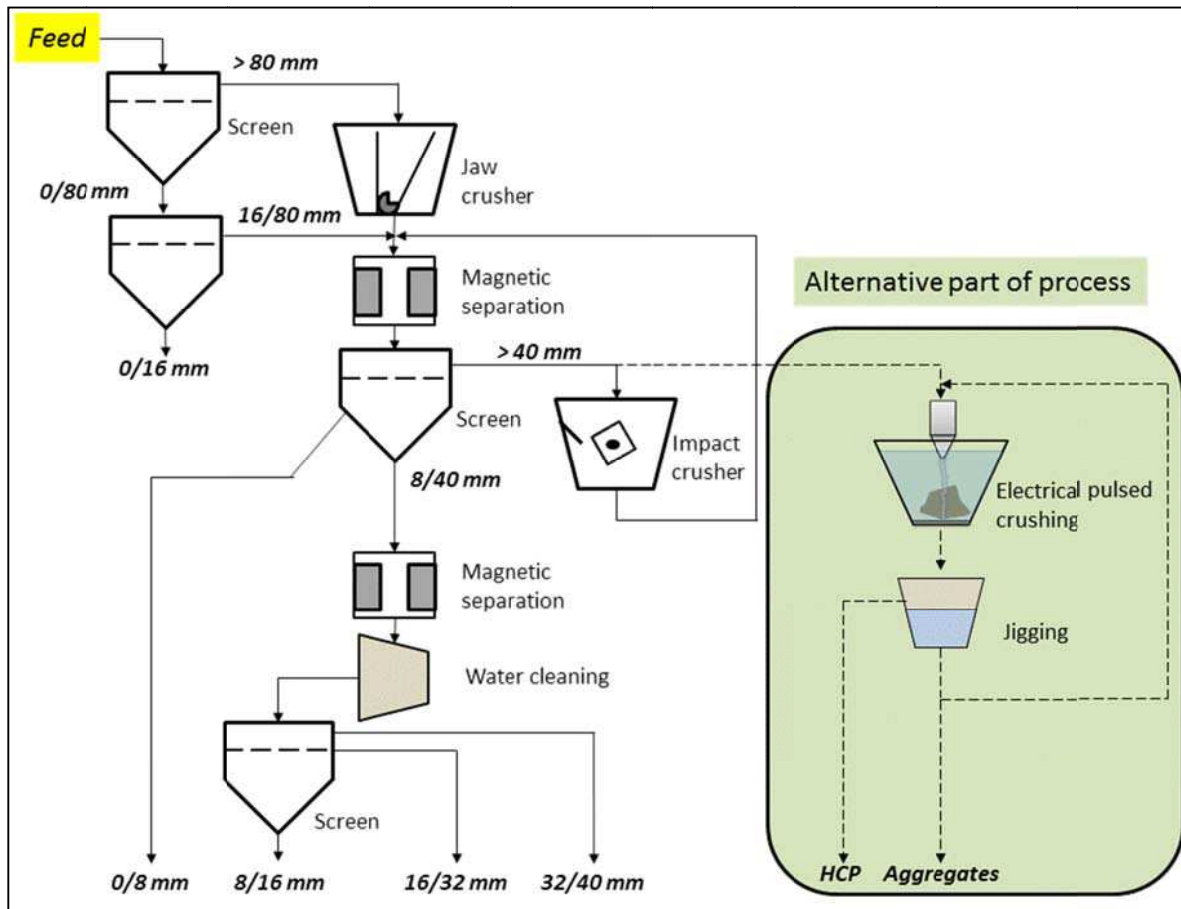 Feed
> 80 mm
Screen
Jaw
crusher
0/80 mm
16/80 mm
Magnetic
separation
0/16 mm
> 40 mm
Screen
Impact
crusher
8/40 mm
Magnetic
separation
Water cleaning
Screen
0/8 mm
8/16 mm
16/32 mm
32/40 mm
Alternative part of process
Electrical pulsed
crushing
Jigging
HCP
Aggregates